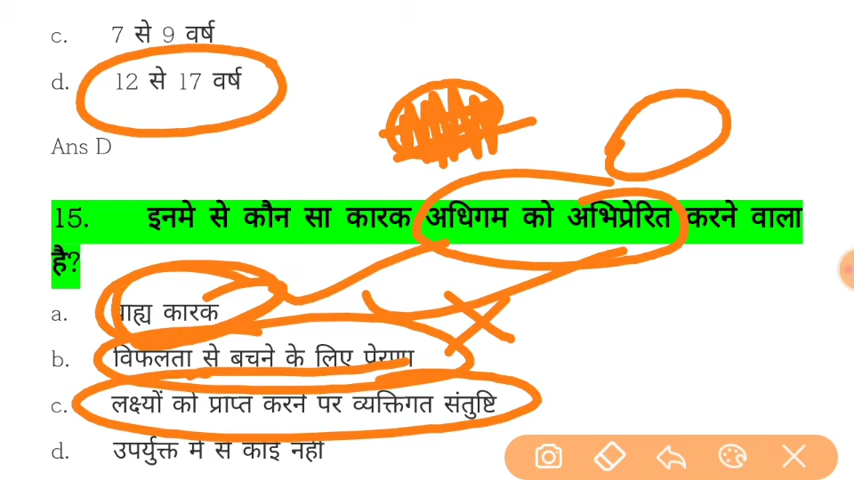 c. 7 से 9 वर्ष
d. 12 से 17 वर्ष
Ans D
15. इनमे से कौन सा कारक अधिगम को अभिप्रेरित करने वाला
है?
a. वाह्य कारक
b. विफलता से बचने के लिए प्रेरणा
c. लक्ष्यों को प्राप्त करने पर व्यक्तिगत संतुष्टि
d. उपर्युक्त में से कोई नहीं